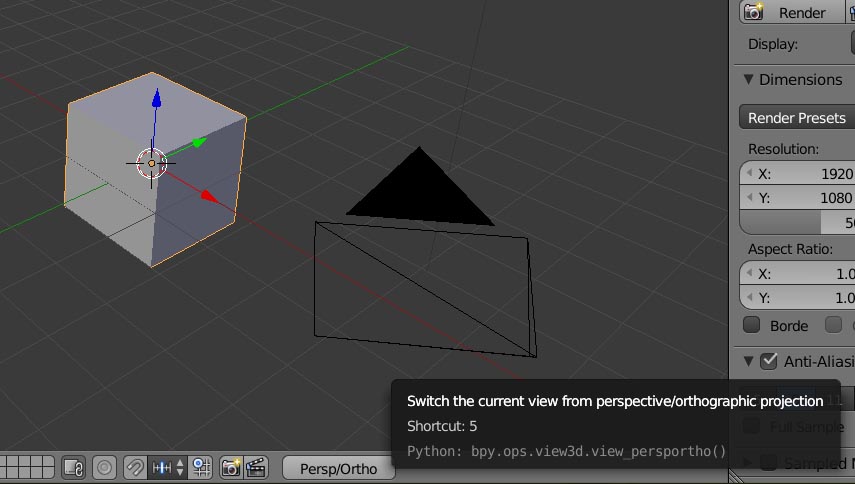 Render
Display:
Dimensions
Render Presets
Resolution:
X: 1920
Y: 1080
Aspect Ratio:
X: 1.0
Y: 1.0
Borde
Anti-Aliasi
Switch the current view from perspective/orthographic projection
11
Shortcut: 5
Full Sample
Python: bpy.ops.view3d.view_persportho()
Sampled M
Persp/Ortho